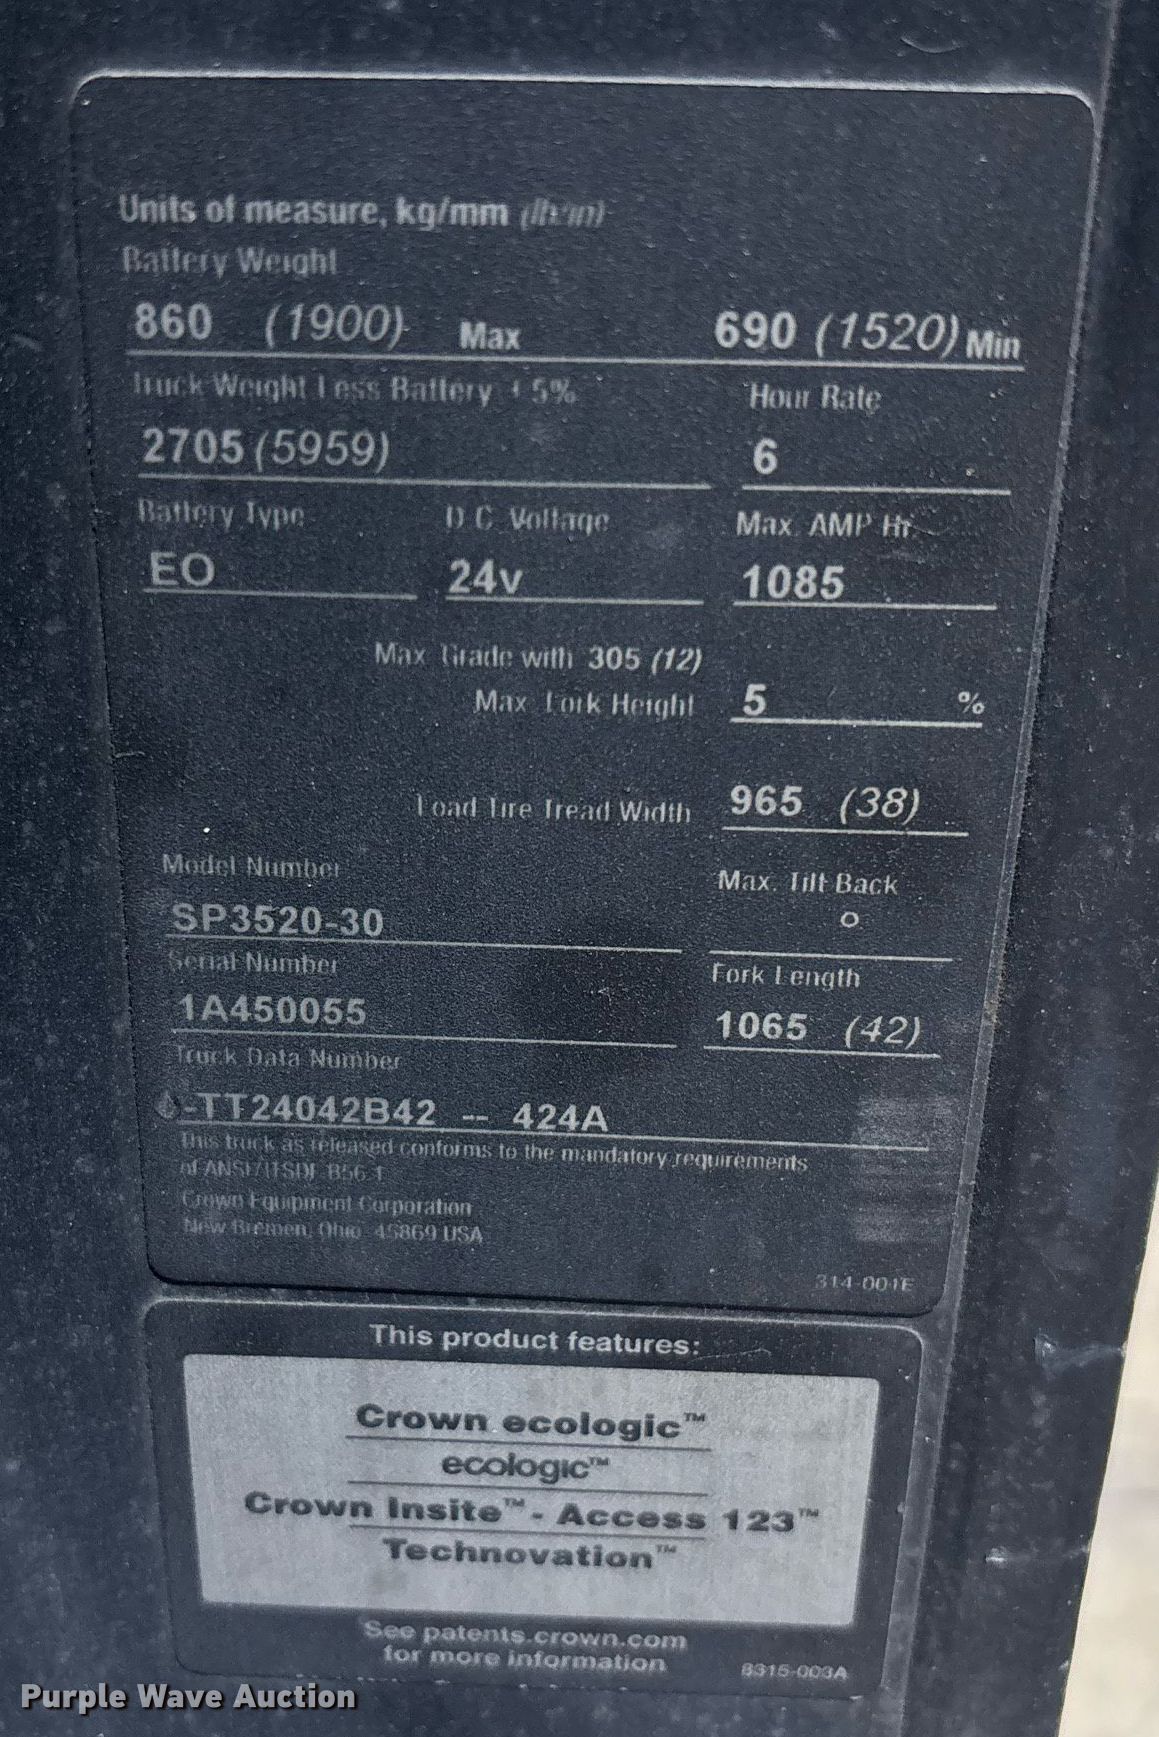 Units of measure, kg/mm (lb/in)
Battery Weight
860 (1900) Max 690 (1520) Min
Truck Weight Less Battery ± 5% Hour Rate
2705 (5959) 6
Battery Type D C Voltage Max. AMP Hr.
EO 24v 1085
Max Grade with 305 (12)
Max Fork Height 5 %
Load Tire Tread Width 965 (38)
Model Number Max. Tilt Back
SP3520-30 °
Serial Number Fork Length
1A450055 1065 (42)
Truck Data Number
-TT24042B42 -- 424A
This truck as released conforms to the mandatory requirements
of ANSI/ITSDF B56.1
Crown Equipment Corporation
New Bremen, Ohio 45869 USA
314-001E
This product features:
Crown ecologic™
ecologic™
Crown Insite™ - Access 123™
Technovation™
See patents.crown.com
for more information 8315-003A
Purple Wave Auction